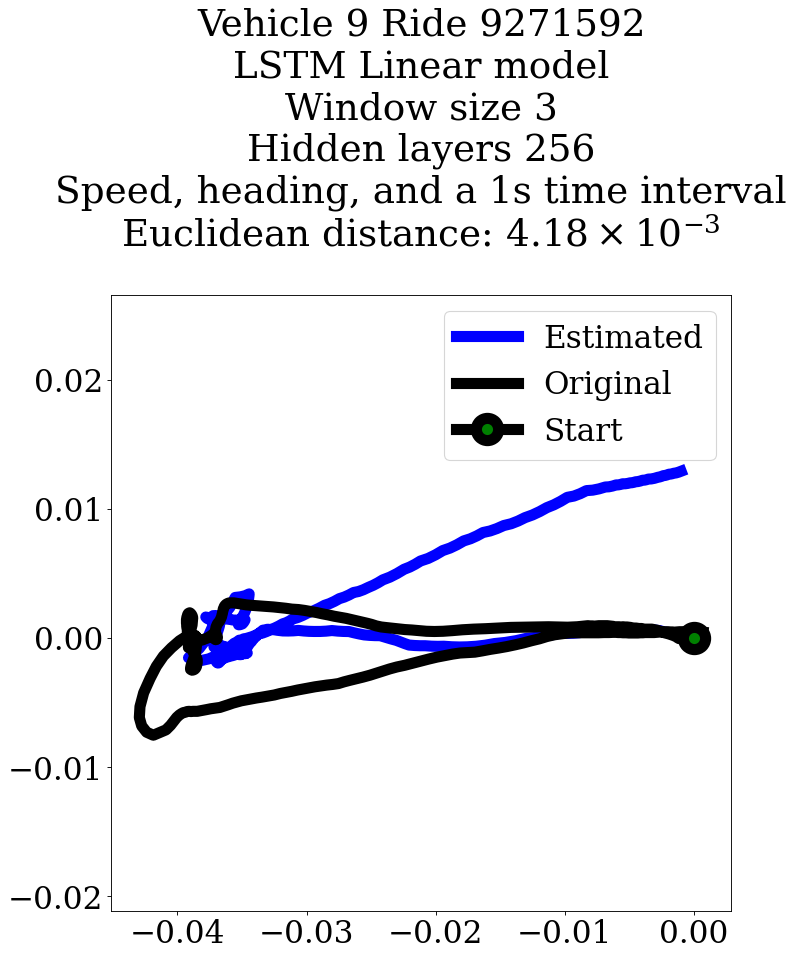 Vehicle 9 Ride 9271592
LSTM Linear model
Window size 3
Hidden layers 256
Speed, heading, and a 1s time interval
Euclidean distance: 4.18 × 10⁻³
Estimated
Original
Start
0.02
0.01
0.00
−0.01
−0.02
−0.04 −0.03 −0.02 −0.01 0.00